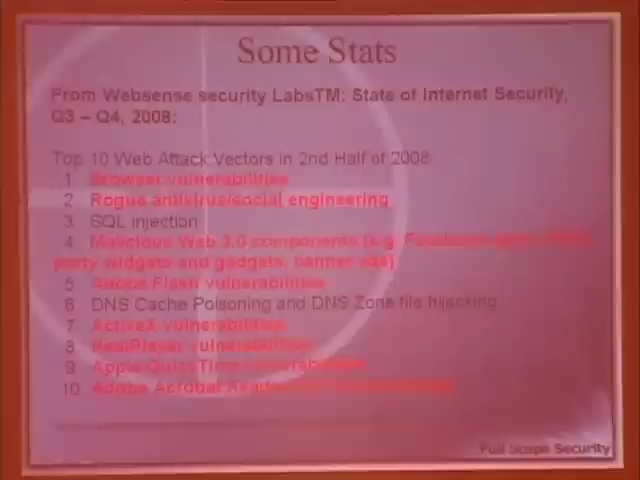 Some Stats
From Websense security LabsTM: State of Internet Security,
Q3 – Q4, 2008:
Top 10 Web Attack Vectors in 2nd Half of 2008
1 Browser vulnerabilities
2 Rogue antivirus/social engineering
3 SQL injection
4 Malicious Web 2.0 components (e.g. Facebook
party widgets and gadgets, banner ads)
5 Adobe Flash vulnerabilities
6 DNS Cache Poisoning and DNS Zone file hijacking
7 ActiveX vulnerabilities
8 RealPlayer vulnerabilities
9 Apple QuickTime vulnerabilities
10 Adobe Acrobat Reader
Full Scope Security